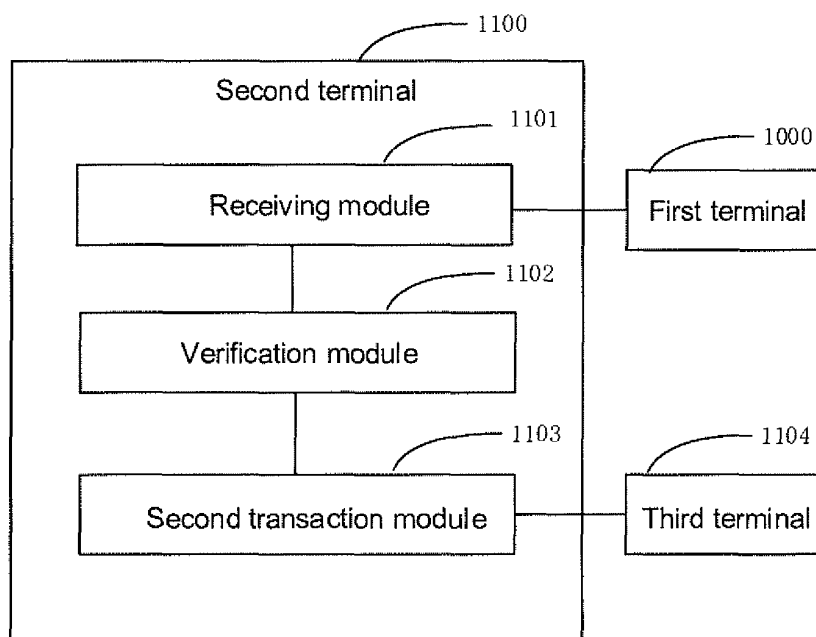 1100
Second terminal
1101
1000
Receiving module
First terminal
1102
Verification module
1103
1104
Second transaction module
Third terminal